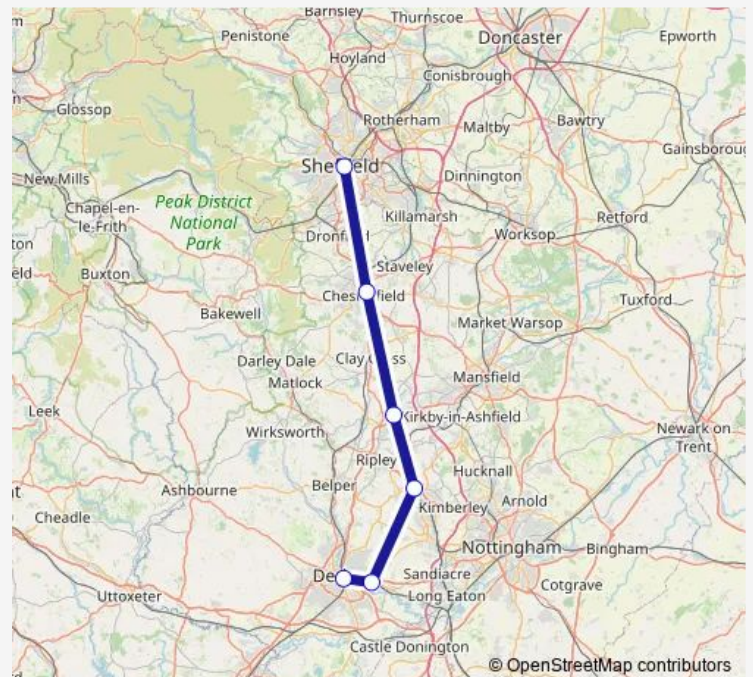 Barnsley
Thurnscoe
Doncaster
Epworth
Penistone
Hoyland
Conisbrough
Glossop
Rotherham
Maltby
Bawtry
Gainsboroug
Dinnington
New Mills
Chapel-en-
le-Frith
Peak District
National
Park
Killamarsh
Retford
Worksop
Staveley
Buxton
Tuxford
Bakewell
Market Warsop
Darley Dale
Matlock
Mansfield
Leek
Kirkby-in-Ashfield
Wirksworth
Newark on
Trent
Ripley
Hucknall
Belper
Ashbourne
Arnold
Kimberley
Cheadle
Nottingham
Bingham
Sandiacre
Cotgrave
Long Eaton
Uttoxeter
Castle Donington
© OpenStreetMap contributors